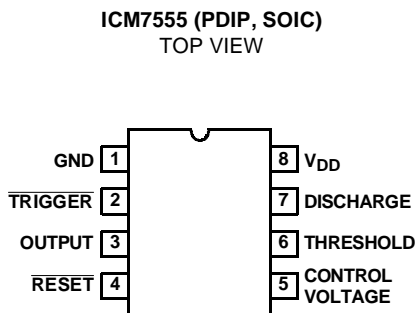 ICM7555 (PDIP, SOIC)
TOP VIEW
GND 1 8 VDD
TRIGGER 2 7 DISCHARGE
OUTPUT 3 6 THRESHOLD
RESET 4 5 CONTROL
VOLTAGE